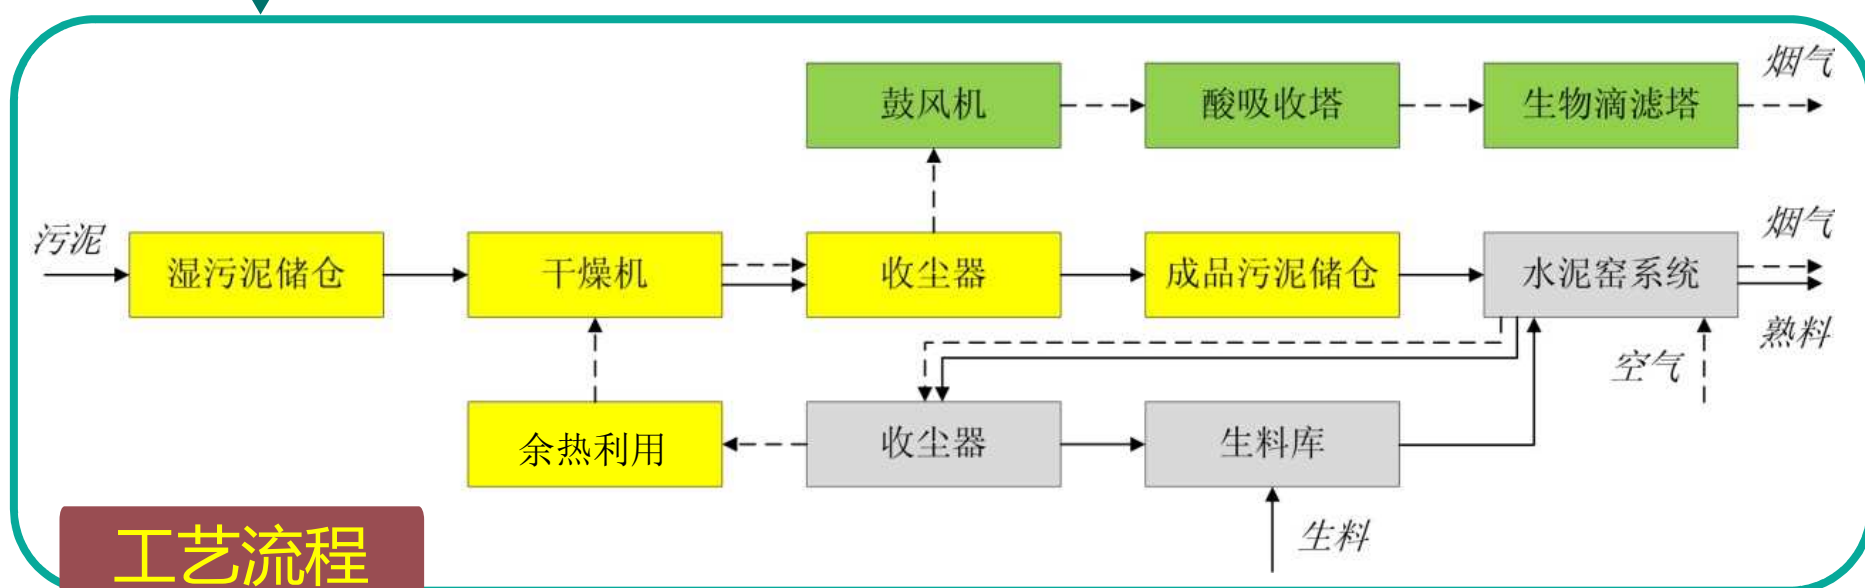 烟气
鼓风机
酸吸收塔
生物滴滤塔
污泥
湿污泥储仓
干燥机
收尘器
成品污泥储仓
水泥窑系统
烟气
熟料
空气
余热利用
收尘器
生料库
生料
工艺流程